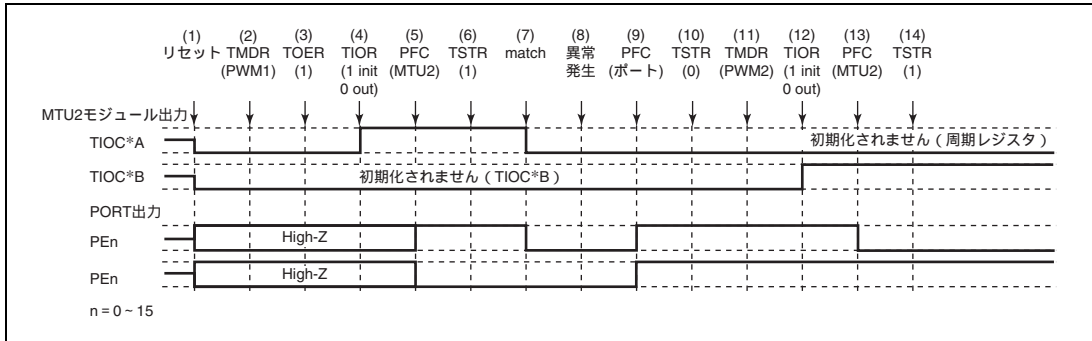 (1) (2) (3) (4) (5) (6) (7) (8) (9) (10) (11) (12) (13) (14)
リセット TMDR TOER TIOR PFC TSTR match 異常 PFC TSTR TMDR TIOR PFC TSTR
(PWM1) (1) (1 init (MTU2) (1) 発生 (ポート) (0) (PWM2) (1 init (MTU2) (1)
0 out) 0 out)
MTU2モジュール出力
TIOC*A 初期化されません（周期レジスタ）
TIOC*B 初期化されません（TIOC*B）
PORT出力
PEn High-Z
PEn High-Z
n = 0 ~ 15